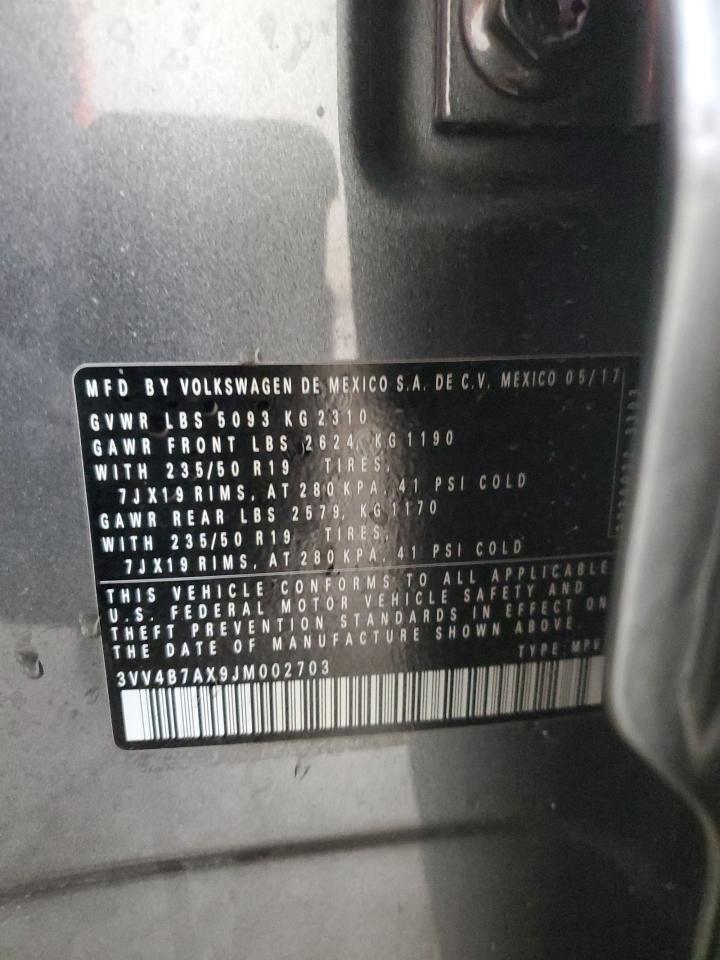 MFD BY VOLKSWAGEN DE MEXICO S.A. DE C.V. MEXICO 05/17
GVWR LBS 5093 KG 2310
GAWR FRONT LBS 2624, KG 1190
WITH 235/50 R19 TIRES,
7JX19 RIMS, AT 280 KPA, 41 PSI COLD
GAWR REAR LBS 2579, KG 1170
WITH 235/50 R19 TIRES,
7JX19 RIMS, AT 280 KPA, 41 PSI COLD
THIS VEHICLE CONFORMS TO ALL APPLICABLE
U.S. FEDERAL MOTOR VEHICLE SAFETY AND
THEFT PREVENTION STANDARDS IN EFFECT ON
THE DATE OF MANUFACTURE SHOWN ABOVE.
TYPE: MPV
3VV4B7AX9JM002703